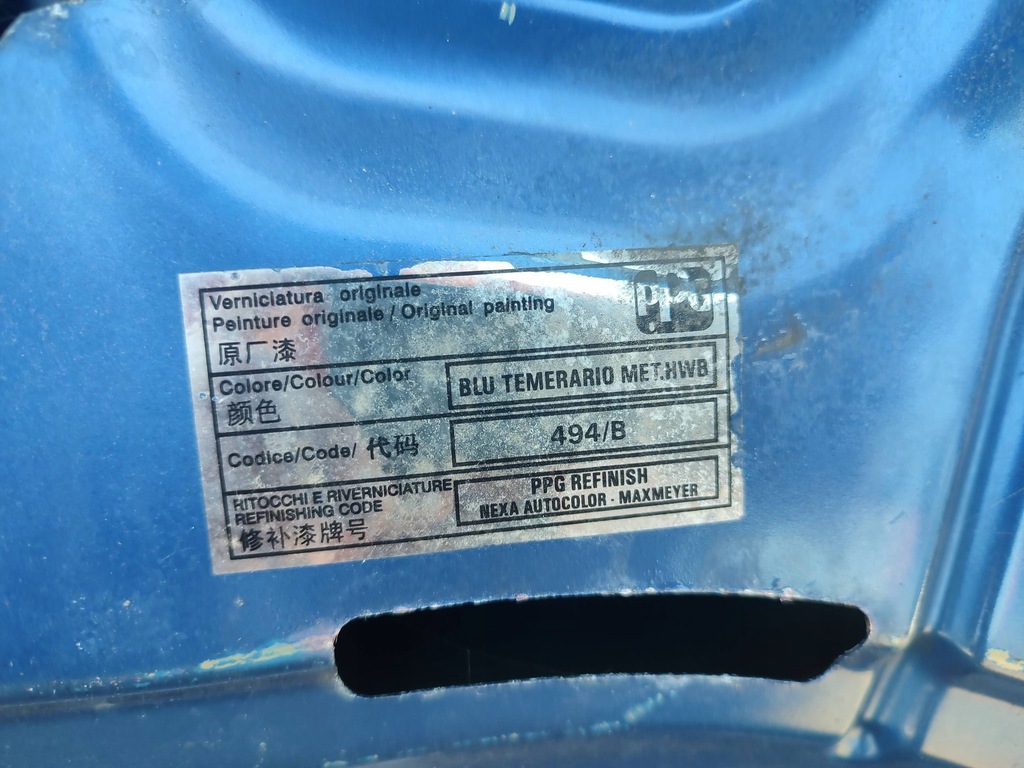 Verniciatura originale
Peinture originale / Original painting
原厂漆
PPG
Colore/Colour/Color
颜色
BLU TEMERARIO MET.HWB
Codice/Code/ 代码
494/B
RITOCCHI E RIVERNICIATURE
REFINISHING CODE
修补漆牌号
PPG REFINISH
NEXA AUTOCOLOR - MAXMEYER